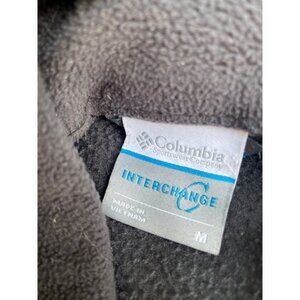 Columbia
Sportswear Company
INTERCHANGE
MADE IN
VIETNAM
M